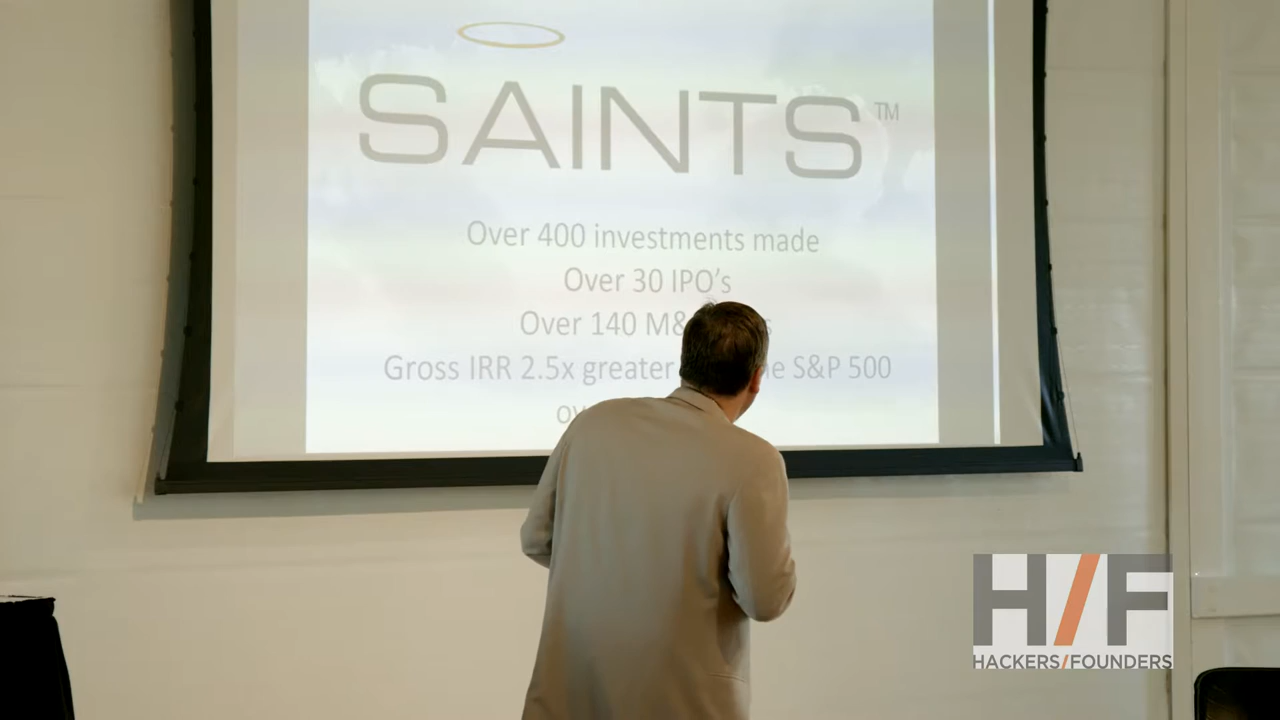 SAINTS™
Over 400 investments made
Over 30 IPO's
Over 140
Gross IRR 2.5x greater S&P 500
H/F
HACKERS/FOUNDERS